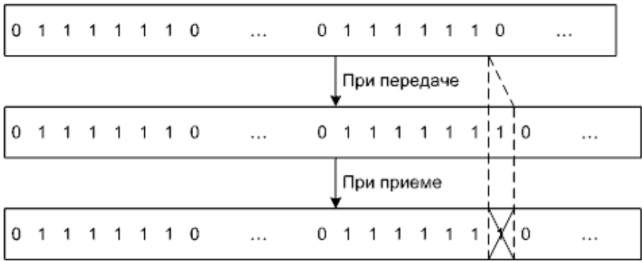 0 1 1 1 1 1 1 0 ... 0 1 1 1 1 1 1 0 ...
При передаче
0 1 1 1 1 1 1 0 ... 0 1 1 1 1 1 1 1 0 ...
При приеме
0 1 1 1 1 1 1 0 ... 0 1 1 1 1 1 1 1 0 ...